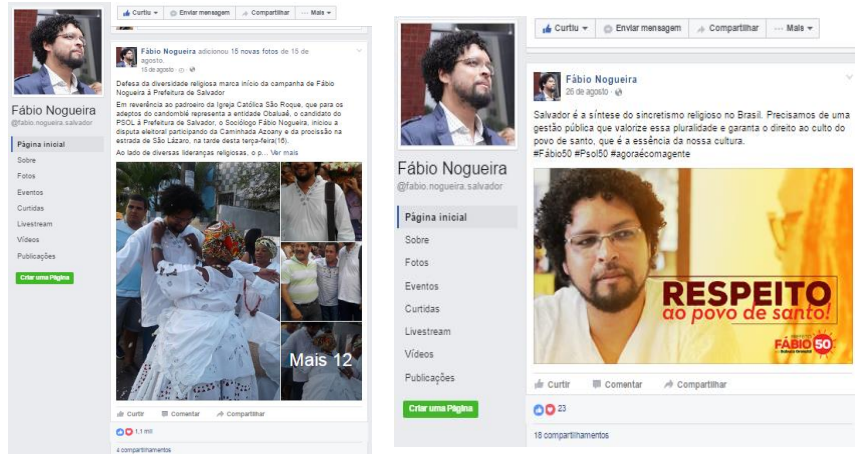 Curtiu
Enviar mensagem
Compartilhar
Mais
Fábio Nogueira
@fabio.nogueira.salvador
Página inicial
Sobre
Fotos
Eventos
Curtidas
Livestream
Vídeos
Publicações
Criar uma Página
Fábio Nogueira adicionou 15 novas fotos de 15 de
agosto.
15 de agosto
Defesa da diversidade religiosa marca início da campanha de Fábio
Nogueira à Prefeitura de Salvador
Em reverência ao padroeiro da Igreja Católica São Roque, que para os
adeptos do candomblé representa a entidade Obaluaê, o candidato do
PSOL à Prefeitura de Salvador, o Sociólogo Fábio Nogueira, iniciou a
disputa eleitoral participando da Caminhada Azoany e da procissão na
estrada de São Lázaro, na tarde desta terça-feira(16).
Ao lado de diversas lideranças religiosas, o p... Ver mais
Mais 12
Curtir Comentar Compartilhar
1,1 mil
4 compartilhamentos
Curtiu
Enviar mensagem
Compartilhar
Mais
Fábio Nogueira
@fabio.nogueira.salvador
Página inicial
Sobre
Fotos
Eventos
Curtidas
Livestream
Vídeos
Publicações
Criar uma Página
Fábio Nogueira
26 de agosto
Salvador é a síntese do sincretismo religioso no Brasil. Precisamos de uma
gestão pública que valorize essa pluralidade e garanta o direito ao culto do
povo de santo, que é a essência da nossa cultura.
#Fábio50 #Psol50 #agoraécomagente
RESPEITO
ao povo de santo!
FÁBIO 50
Curtir Comentar Compartilhar
23
18 compartilhamentos